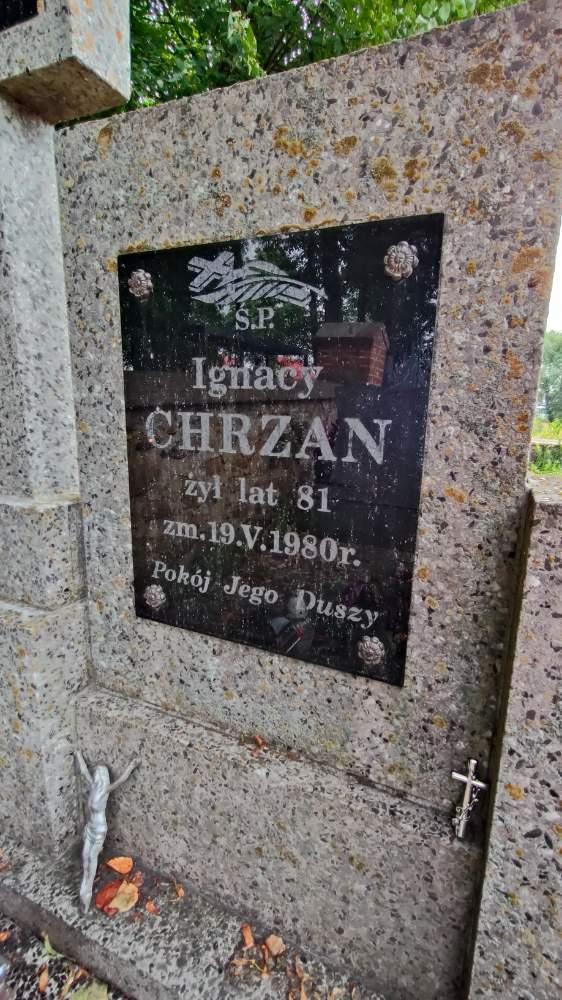 Ś.P.
Ignacy
CHRZAN
żył lat 81
zm.19.V.1980r.
Pokój Jego Duszy